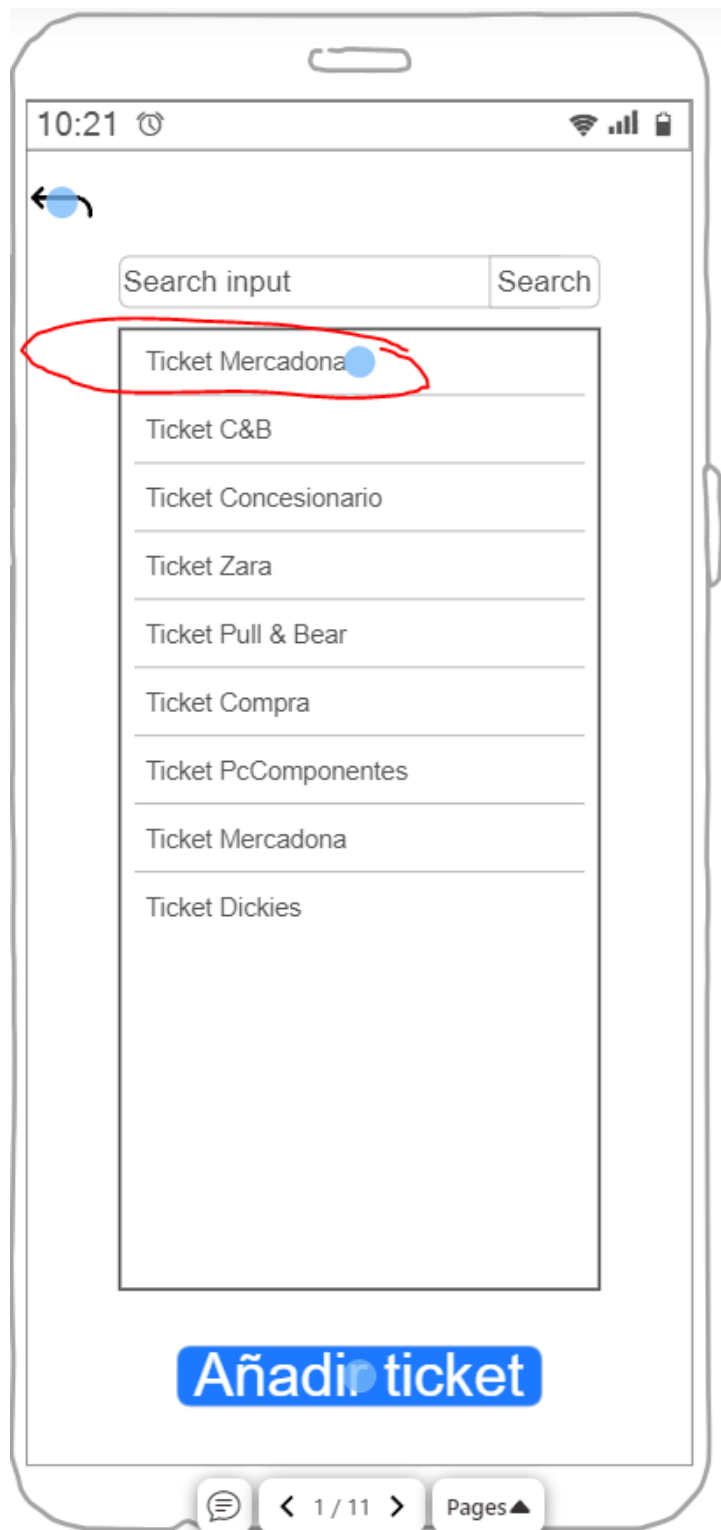 10:21
Search input Search
Ticket Mercadona
Ticket C&B
Ticket Concesionario
Ticket Zara
Ticket Pull & Bear
Ticket Compra
Ticket PcComponentes
Ticket Mercadona
Ticket Dickies
Añadir ticket
1 / 11 Pages